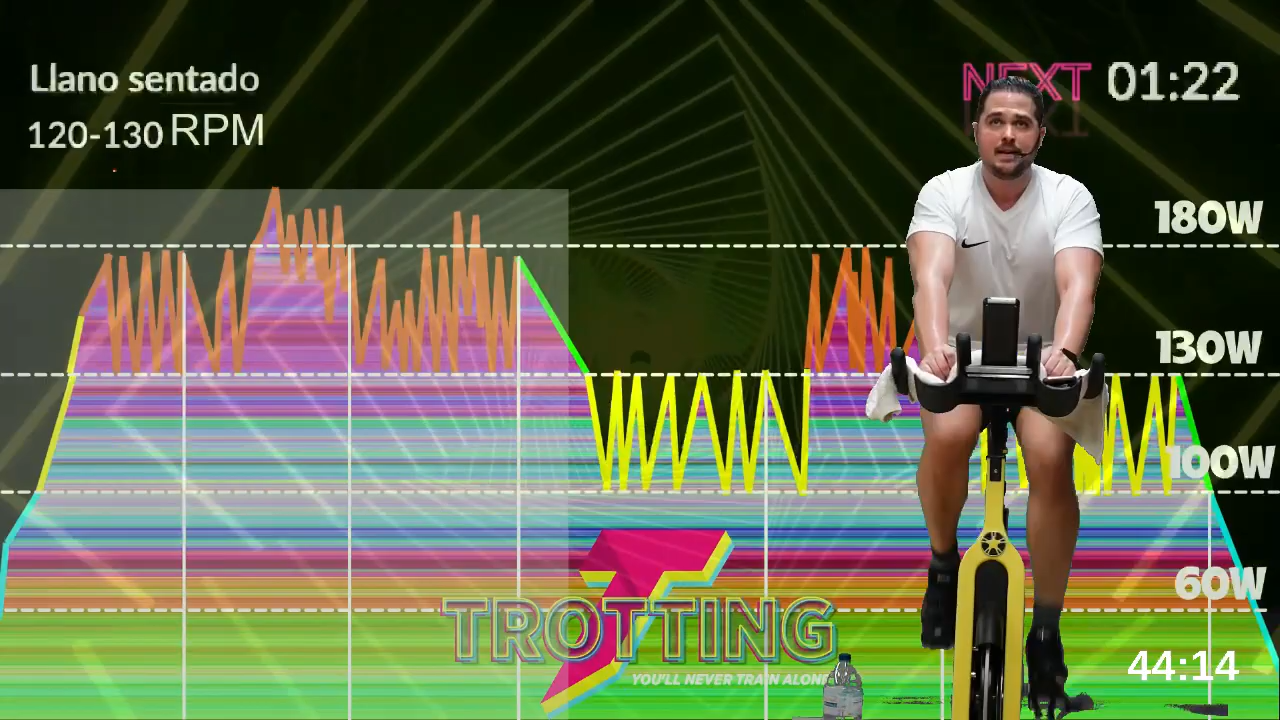 Llano sentado
120-130 RPM
NEXT 01:22
180W
130W
100W
60W
TROTTING
YOU'LL NEVER TRAIN ALONE
44:14